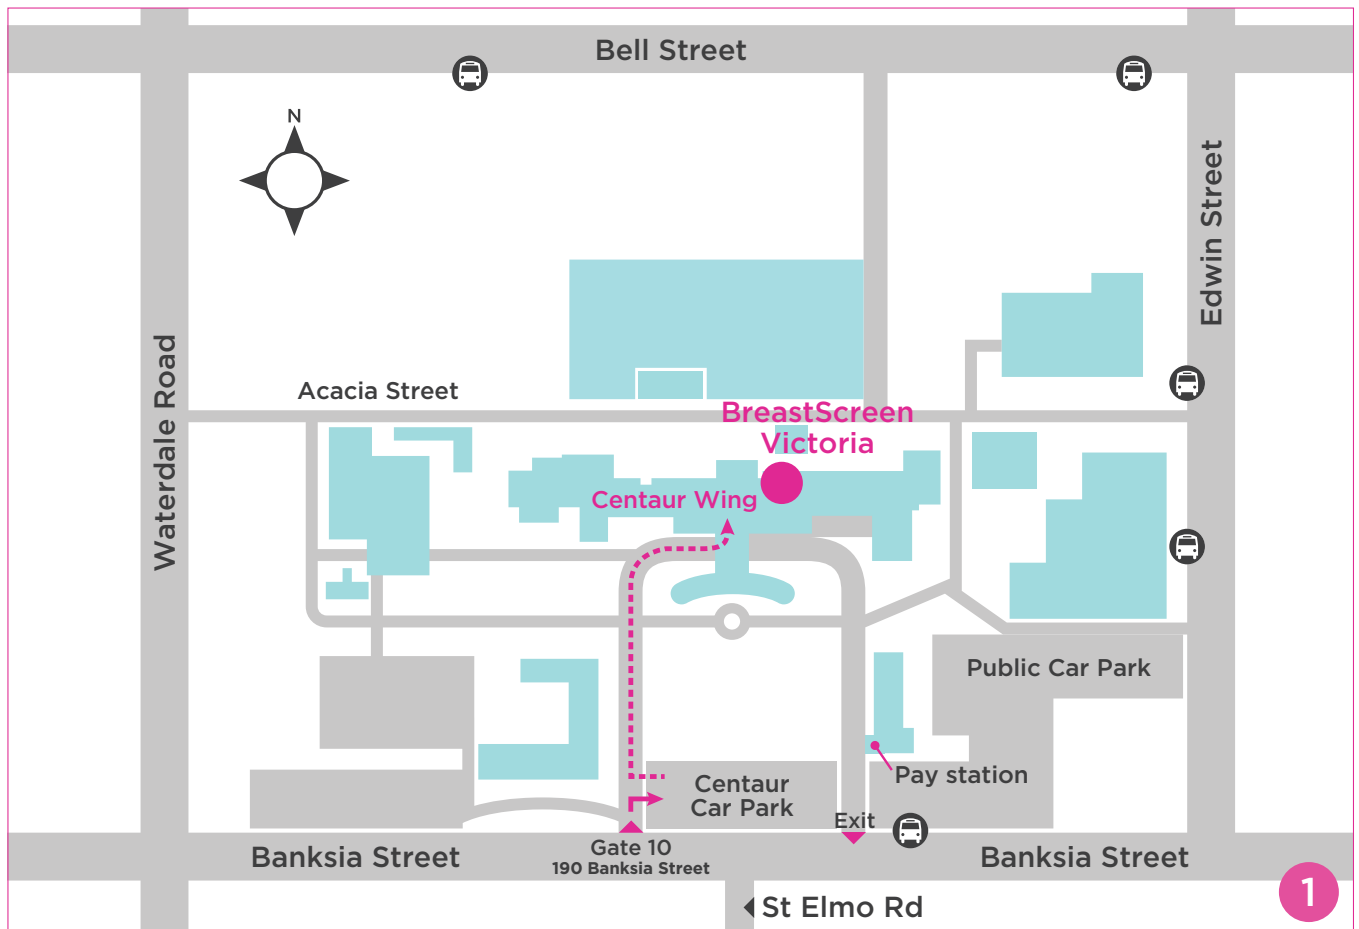 Bell Street
N
Edwin Street
Waterdale Road
Acacia Street
BreastScreen
Victoria
Centaur Wing
Public Car Park
Pay station
Centaur
Car Park
Exit
Gate 10
190 Banksia Street
Banksia Street
Banksia Street
St Elmo Rd
1